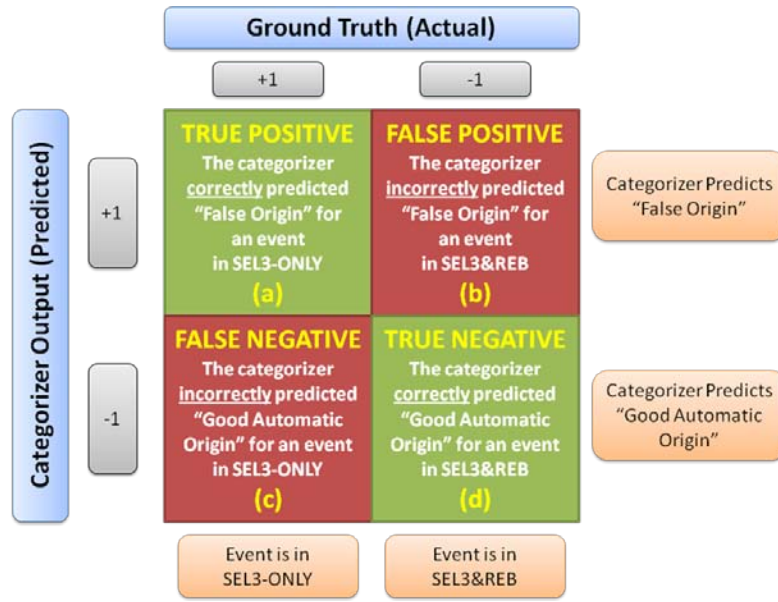 Ground Truth (Actual)
+1
-1
Categorizer Output (Predicted)
+1
TRUE POSITIVE
The categorizer
correctly predicted
“False Origin” for
an event
in SEL3-ONLY
(a)
FALSE POSITIVE
The categorizer
incorrectly predicted
“False Origin” for
an event
in SEL3&REB
(b)
Categorizer Predicts
“False Origin”
-1
FALSE NEGATIVE
The categorizer
incorrectly predicted
“Good Automatic
Origin” for an event
in SEL3-ONLY
(c)
TRUE NEGATIVE
The categorizer
correctly predicted
“Good Automatic
Origin” for an event
in SEL3&REB
(d)
Categorizer Predicts
“Good Automatic
Origin”
Event is in
SEL3-ONLY
Event is in
SEL3&REB